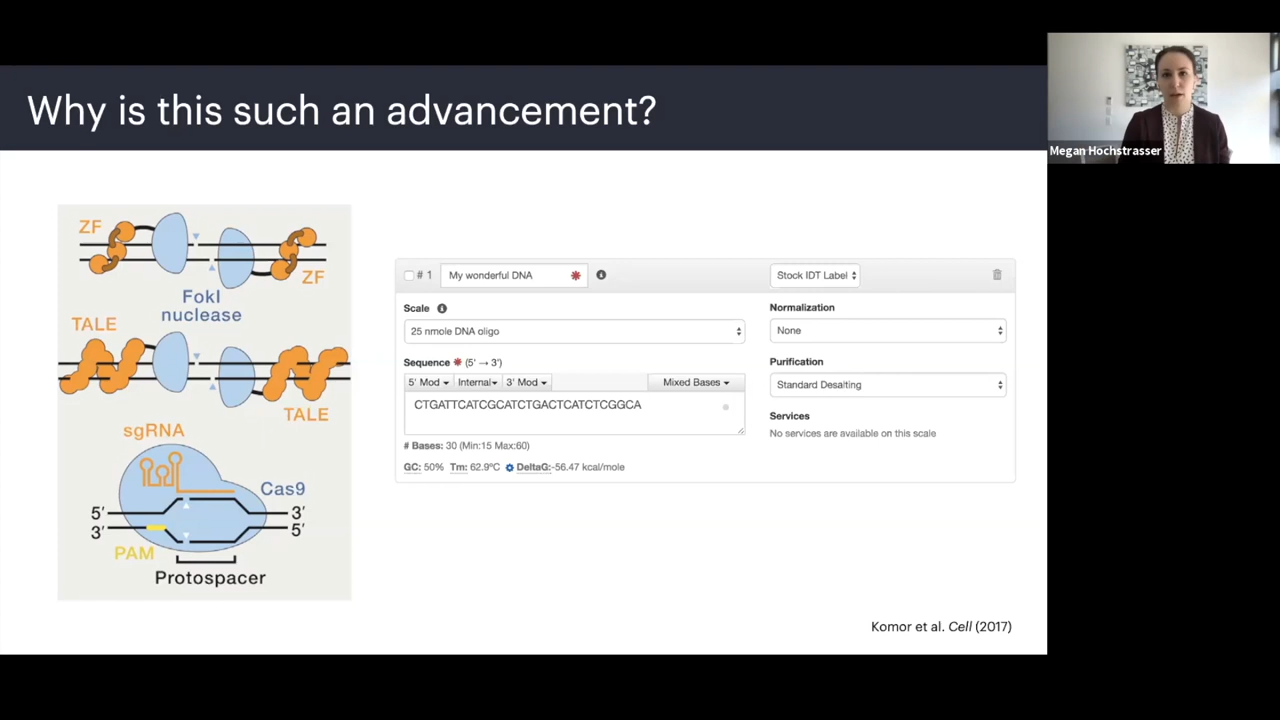 Why is this such an advancement?
Megan Hochstrasser
ZF
ZF
FokI
nuclease
TALE
TALE
sgRNA
Cas9
5′
3′
3′
5′
PAM
Protospacer
# 1
My wonderful DNA
Stock IDT Label
Scale
25 nmole DNA oligo
Normalization
None
Sequence * (5' → 3')
5' Mod
Internal
3' Mod
Mixed Bases
CTGATTCATCGCATCTGACTCATCTCGGCA
Purification
Standard Desalting
Services
No services are available on this scale
# Bases: 30 (Min:15 Max:60)
GC: 50% Tm: 62.9ºC DeltaG:-56.47 kcal/mole
Komor et al. Cell (2017)